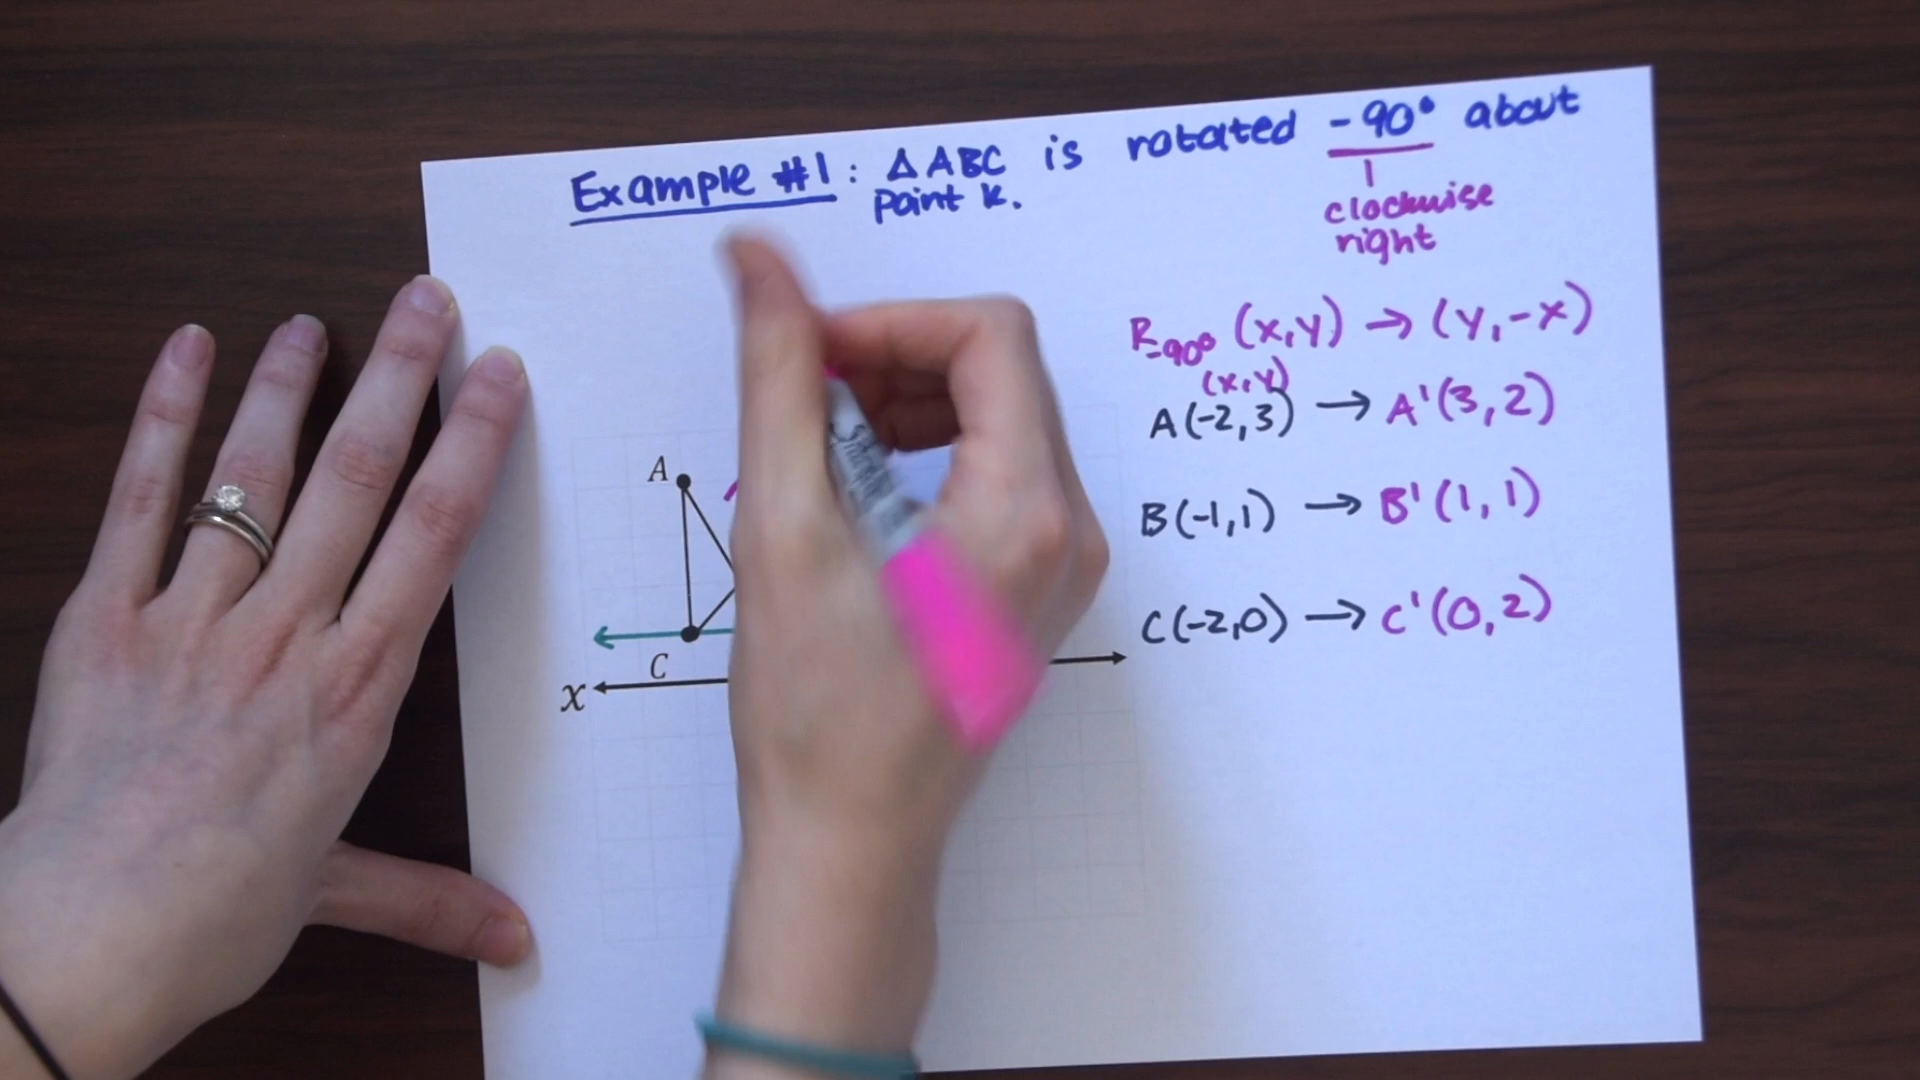 Example #1: △ABC is rotated -90° about
Point K.
clockwise
right
R-90° (x,y) → (y,-x)
(x,y)
A(-2,3) → A'(3,2)
B(-1,1) → B'(1,1)
C(-2,0) → C'(0,2)
A
C
x